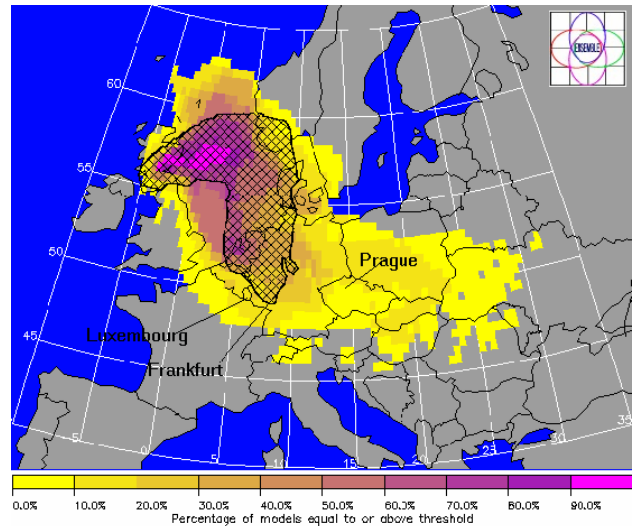 ENSEMBLE
60
55
50
45
1
Prague
Luxembourg
Frankfurt
-5 0 5 10 15 20 25 30 35
0.0% 10.0% 20.0% 30.0% 40.0% 50.0% 60.0% 70.0% 80.0% 90.0%
Percentage of models equal to or above threshold